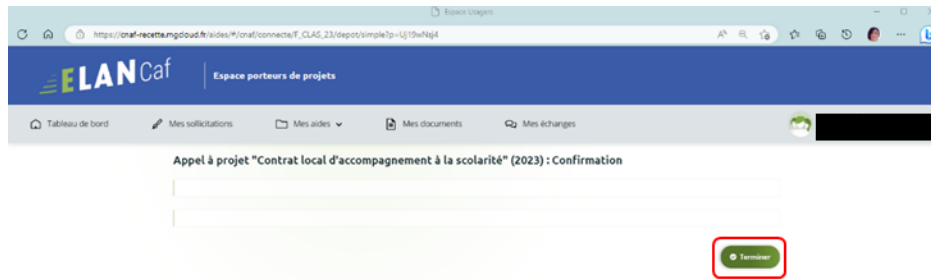 Espace Usagers
https://cnaf-recette.mgcloud.fr/aides/#/cnaf/connecte/F_CLAS_23/depot/simple?p=Uj19wNsj4
ELAN Caf
Espace porteurs de projets
Tableau de bord Mes sollicitations Mes aides Mes documents Mes échanges
Appel à projet "Contrat local d'accompagnement à la scolarité" (2023) : Confirmation
Terminer